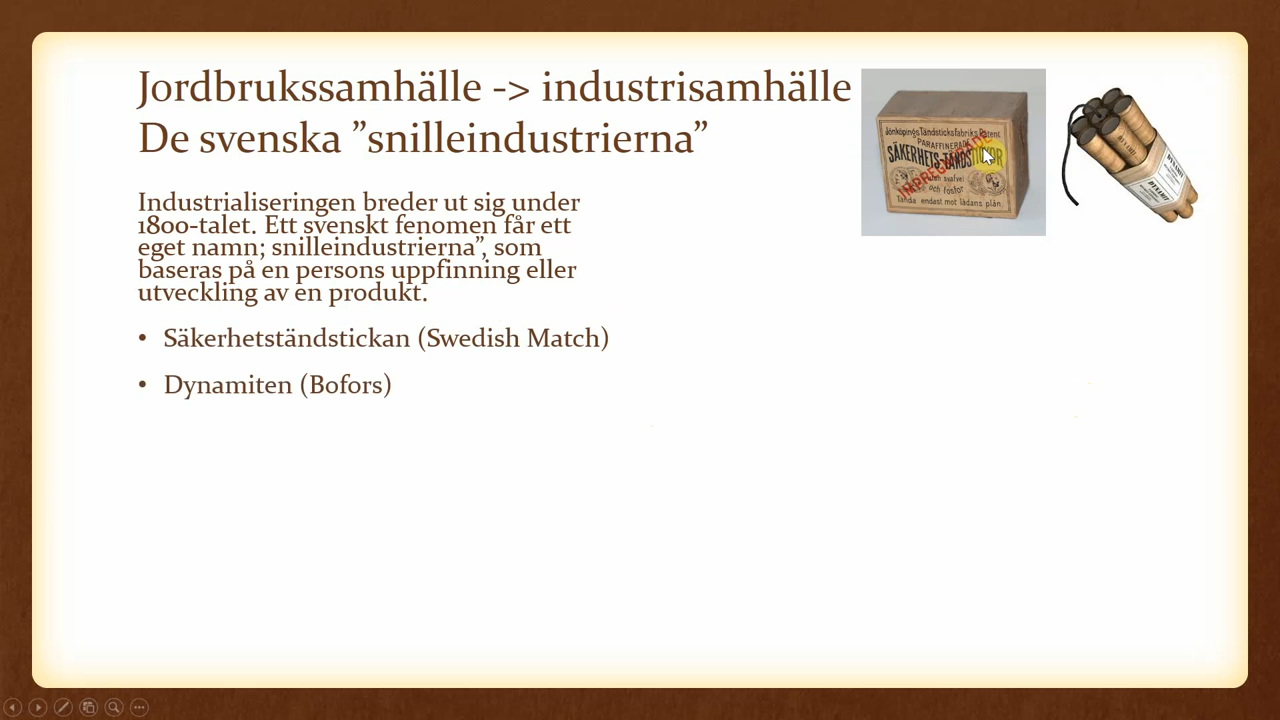 Jordbrukssamhälle -> industrisamhälle
De svenska ”snilleindustrierna”
Industrialiseringen breder ut sig under
1800-talet. Ett svenskt fenomen får ett
eget namn; snilleindustrierna”, som
baseras på en persons uppfinning eller
utveckling av en produkt.
• Säkerhetständstickan (Swedish Match)
• Dynamiten (Bofors)
Jönköpings Tändsticksfabriks Patent
PARAFFINERADE
SÄKERHETS-TÄNDSTICKOR
utan svafvel
och fosfor
Tända endast mot lådans plån.